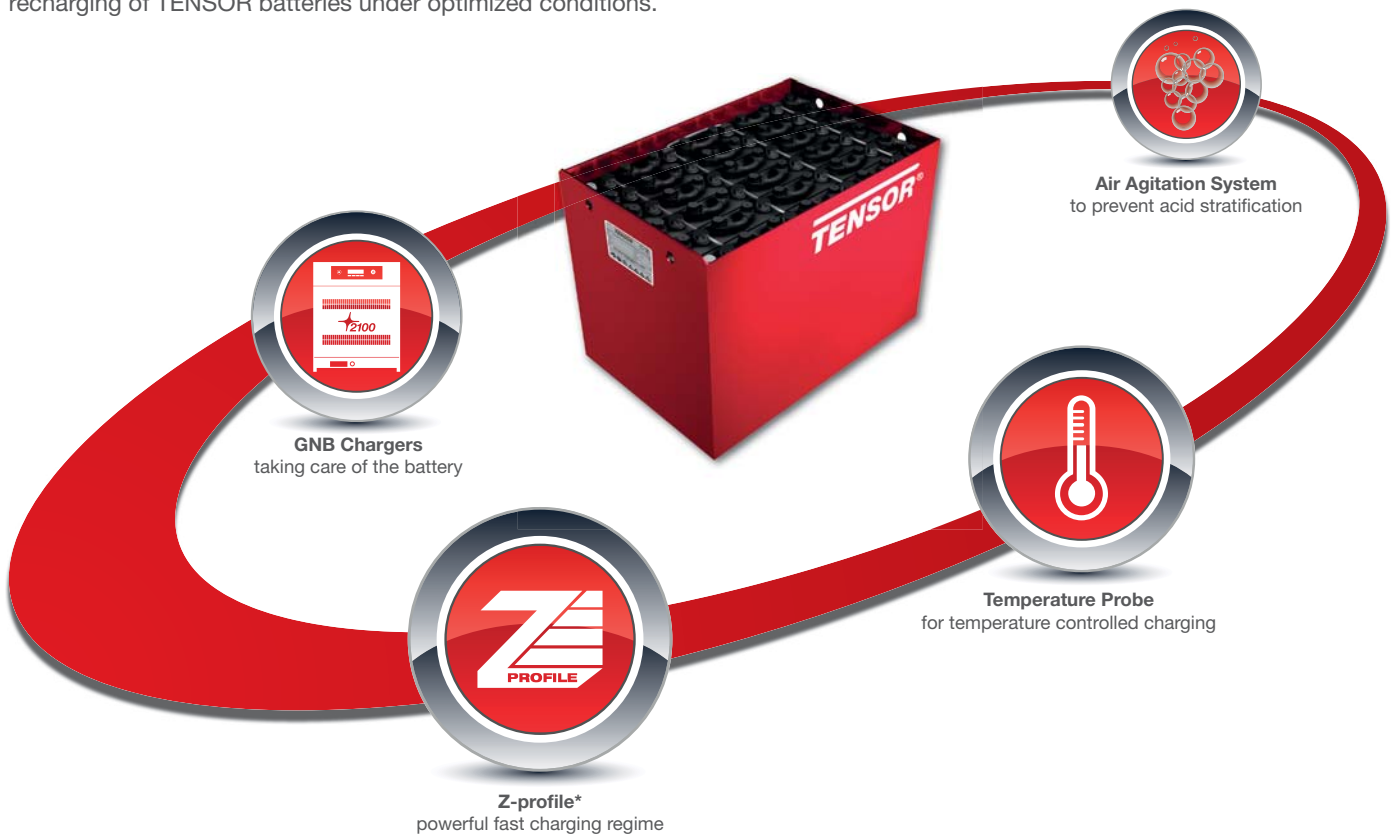 recharging of TENSOR batteries under optimized conditions.
Air Agitation System
to prevent acid stratification
TENSOR®
2100
GNB Chargers
taking care of the battery
Temperature Probe
for temperature controlled charging
Z
PROFILE
Z-profile*
powerful fast charging regime